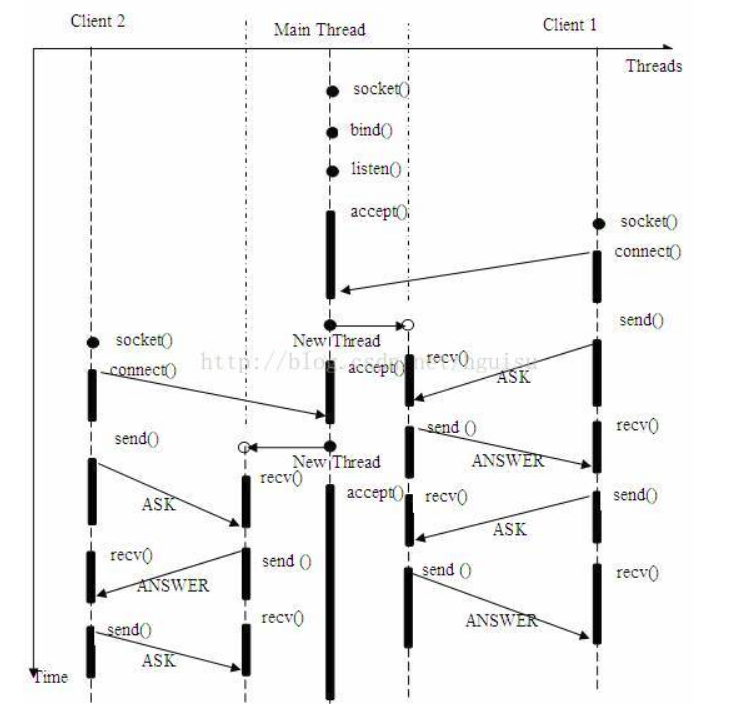 Client 2
Main Thread
Client 1
Threads
socket()
bind()
listen()
accept()
socket()
connect()
send()
socket()
New Thread
http://blog.csdn.net/hguisu
connect()
accept()
recv()
ASK
send()
send ()
recv()
ANSWER
New Thread
recv()
accept()
recv()
send()
ASK
ASK
recv()
send ()
send ()
recv()
ANSWER
ANSWER
send()
recv()
ASK
Time